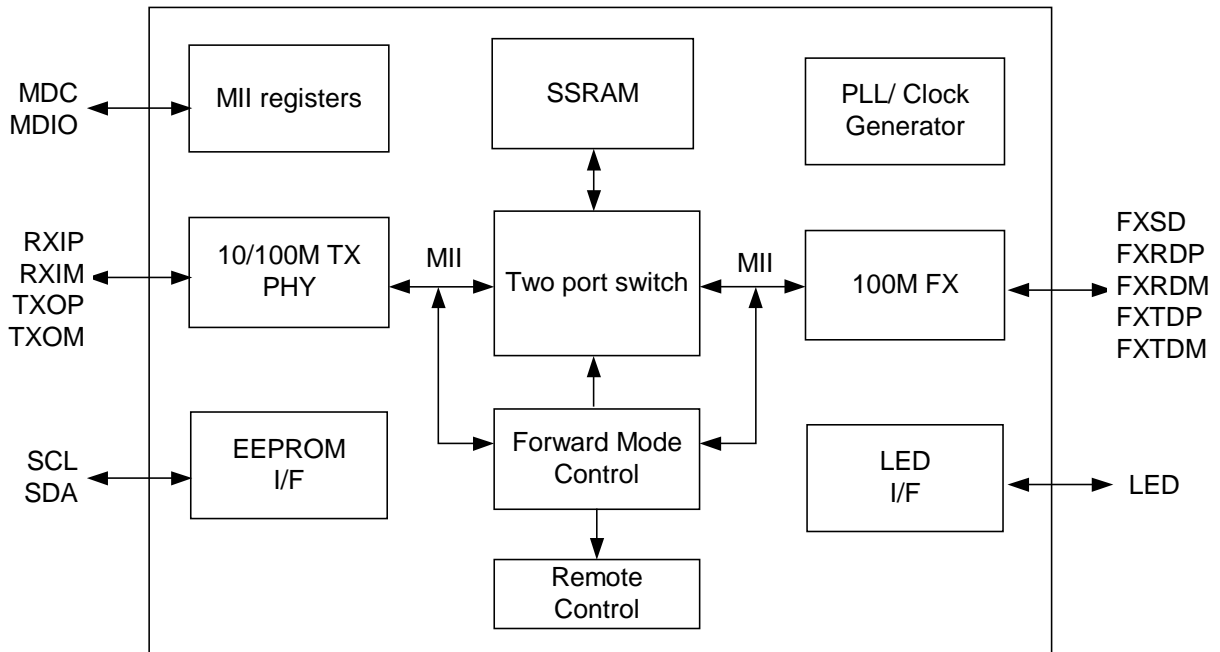 MDC
MDIO
MII registers
SSRAM
PLL/ Clock
Generator
RXIP
RXIM
TXOP
TXOM
10/100M TX
PHY
MII
Two port switch
MII
100M FX
FXSD
FXRDP
FXRDM
FXTDP
FXTDM
SCL
SDA
EEPROM
I/F
Forward Mode
Control
LED
I/F
LED
Remote
Control